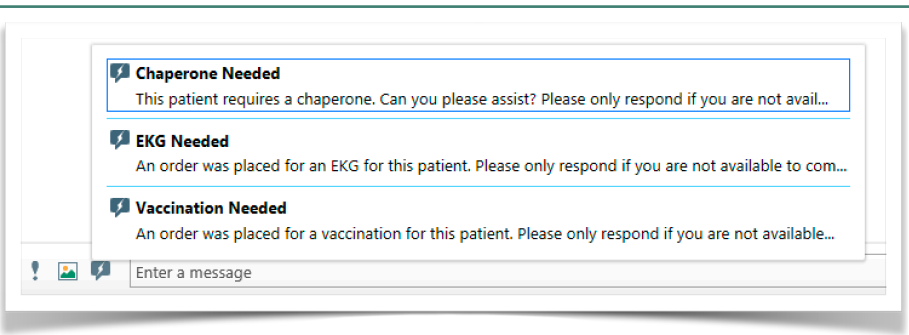 Chaperone Needed
This patient requires a chaperone. Can you please assist? Please only respond if you are not avail...
EKG Needed
An order was placed for an EKG for this patient. Please only respond if you are not available to com...
Vaccination Needed
An order was placed for a vaccination for this patient. Please only respond if you are not available...
Enter a message